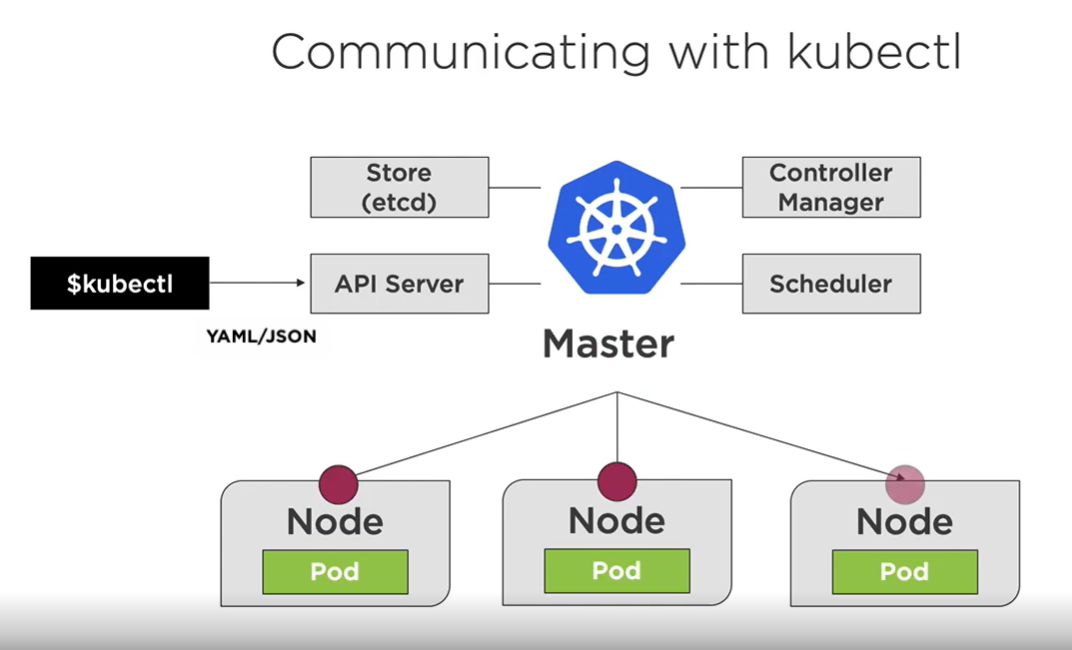 Communicating with kubectl
Store
(etcd)
Controller
Manager
$kubectl
API Server
Scheduler
YAML/JSON
Master
Node
Pod
Node
Pod
Node
Pod